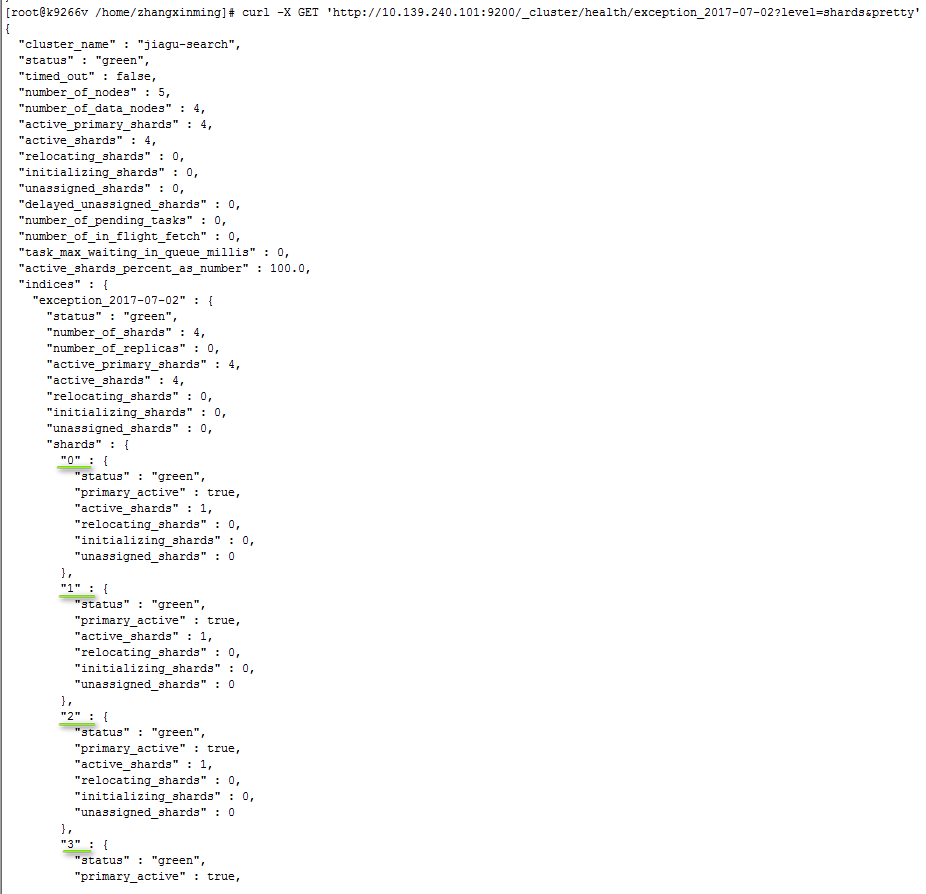 [root@k9266v /home/zhangxinming]# curl -X GET 'http://10.139.240.101:9200/_cluster/health/exception_2017-07-02?level=shards&pretty'
{
  "cluster_name" : "jiagu-search",
  "status" : "green",
  "timed_out" : false,
  "number_of_nodes" : 5,
  "number_of_data_nodes" : 4,
  "active_primary_shards" : 4,
  "active_shards" : 4,
  "relocating_shards" : 0,
  "initializing_shards" : 0,
  "unassigned_shards" : 0,
  "delayed_unassigned_shards" : 0,
  "number_of_pending_tasks" : 0,
  "number_of_in_flight_fetch" : 0,
  "task_max_waiting_in_queue_millis" : 0,
  "active_shards_percent_as_number" : 100.0,
  "indices" : {
    "exception_2017-07-02" : {
      "status" : "green",
      "number_of_shards" : 4,
      "number_of_replicas" : 0,
      "active_primary_shards" : 4,
      "active_shards" : 4,
      "relocating_shards" : 0,
      "initializing_shards" : 0,
      "unassigned_shards" : 0,
      "shards" : {
        "0" : {
          "status" : "green",
          "primary_active" : true,
          "active_shards" : 1,
          "relocating_shards" : 0,
          "initializing_shards" : 0,
          "unassigned_shards" : 0
        },
        "1" : {
          "status" : "green",
          "primary_active" : true,
          "active_shards" : 1,
          "relocating_shards" : 0,
          "initializing_shards" : 0,
          "unassigned_shards" : 0
        },
        "2" : {
          "status" : "green",
          "primary_active" : true,
          "active_shards" : 1,
          "relocating_shards" : 0,
          "initializing_shards" : 0,
          "unassigned_shards" : 0
        },
        "3" : {
          "status" : "green",
          "primary_active" : true,